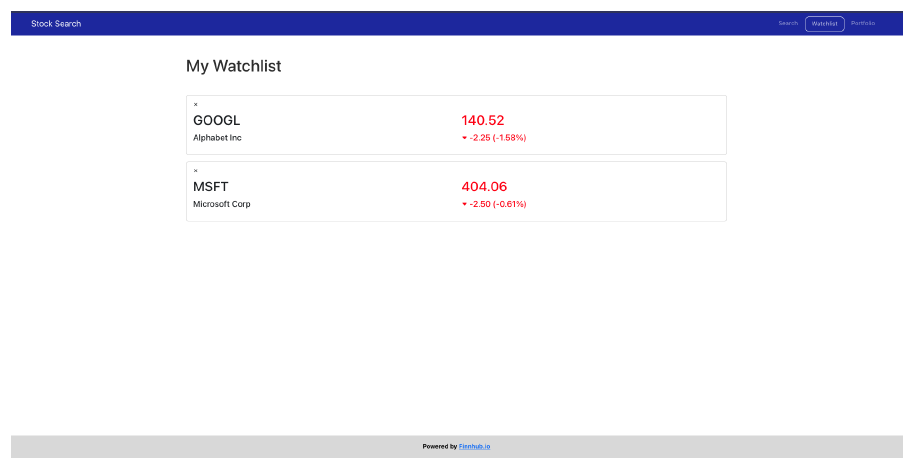 Stock Search
Search Watchlist Portfolio
My Watchlist
×
GOOGL 140.52
Alphabet Inc ▾ -2.25 (-1.58%)
×
MSFT 404.06
Microsoft Corp ▾ -2.50 (-0.61%)
Powered by Finnhub.io